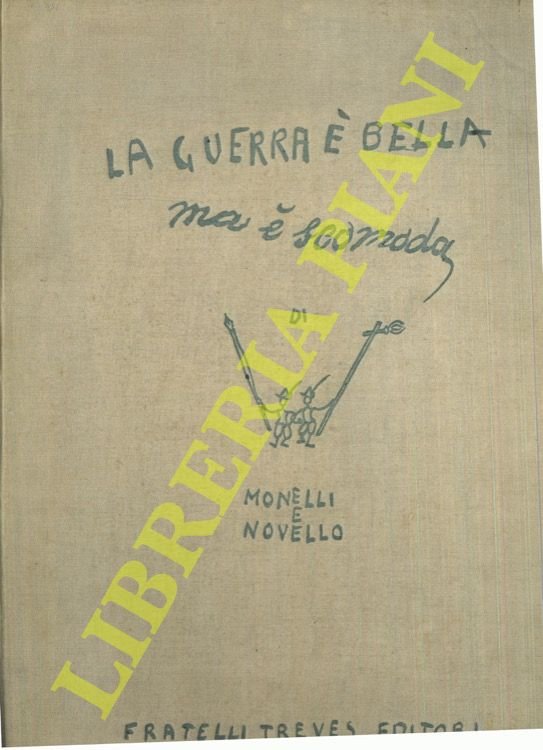 LA GUERRA È BELLA
ma è scomoda
DI
MONELLI
E
NOVELLO
FRATELLI TREVES EDITORI
LIBRERIA PIANI